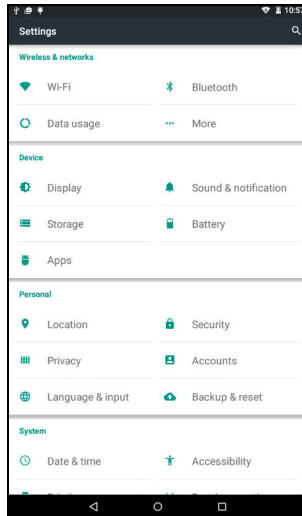 10:57
Settings
Wireless & networks
Wi-Fi Bluetooth
Data usage More
Device
Display Sound & notification
Storage Battery
Apps
Personal
Location Security
Privacy Accounts
Language & input Backup & reset
System
Date & time Accessibility